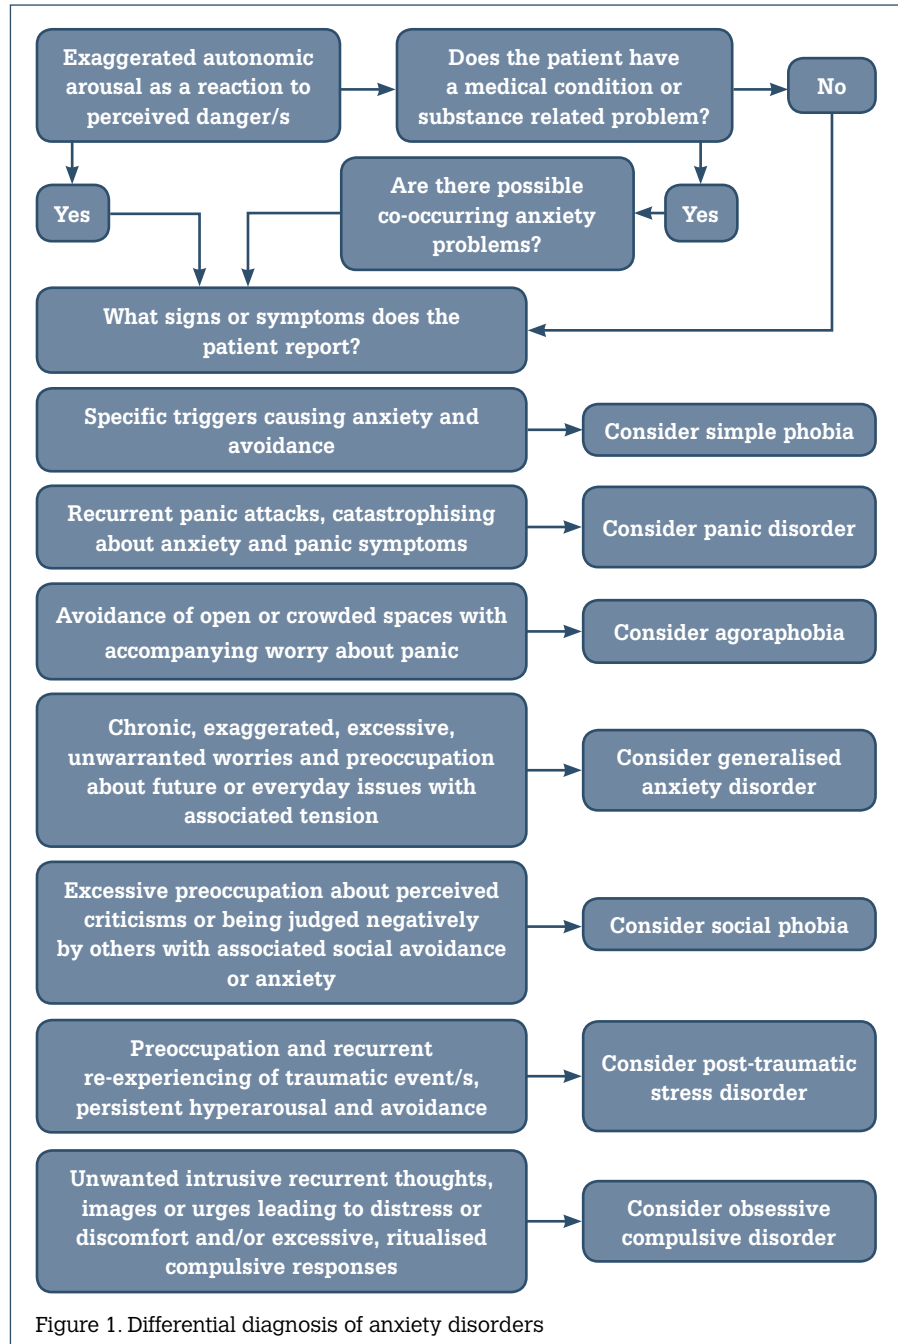 Exaggerated autonomic
arousal as a reaction to
perceived danger/s
Does the patient have
a medical condition or
substance related problem?
No
Yes
Are there possible
co-occurring anxiety
problems?
Yes
What signs or symptoms does the
patient report?
Specific triggers causing anxiety and
avoidance
Consider simple phobia
Recurrent panic attacks, catastrophising
about anxiety and panic symptoms
Consider panic disorder
Avoidance of open or crowded spaces with
accompanying worry about panic
Consider agoraphobia
Chronic, exaggerated, excessive,
unwarranted worries and preoccupation
about future or everyday issues with
associated tension
Consider generalised
anxiety disorder
Excessive preoccupation about perceived
criticisms or being judged negatively
by others with associated social avoidance
or anxiety
Consider social phobia
Preoccupation and recurrent
re-experiencing of traumatic event/s,
persistent hyperarousal and avoidance
Consider post-traumatic
stress disorder
Unwanted intrusive recurrent thoughts,
images or urges leading to distress or
discomfort and/or excessive, ritualised
compulsive responses
Consider obsessive
compulsive disorder
Figure 1. Differential diagnosis of anxiety disorders